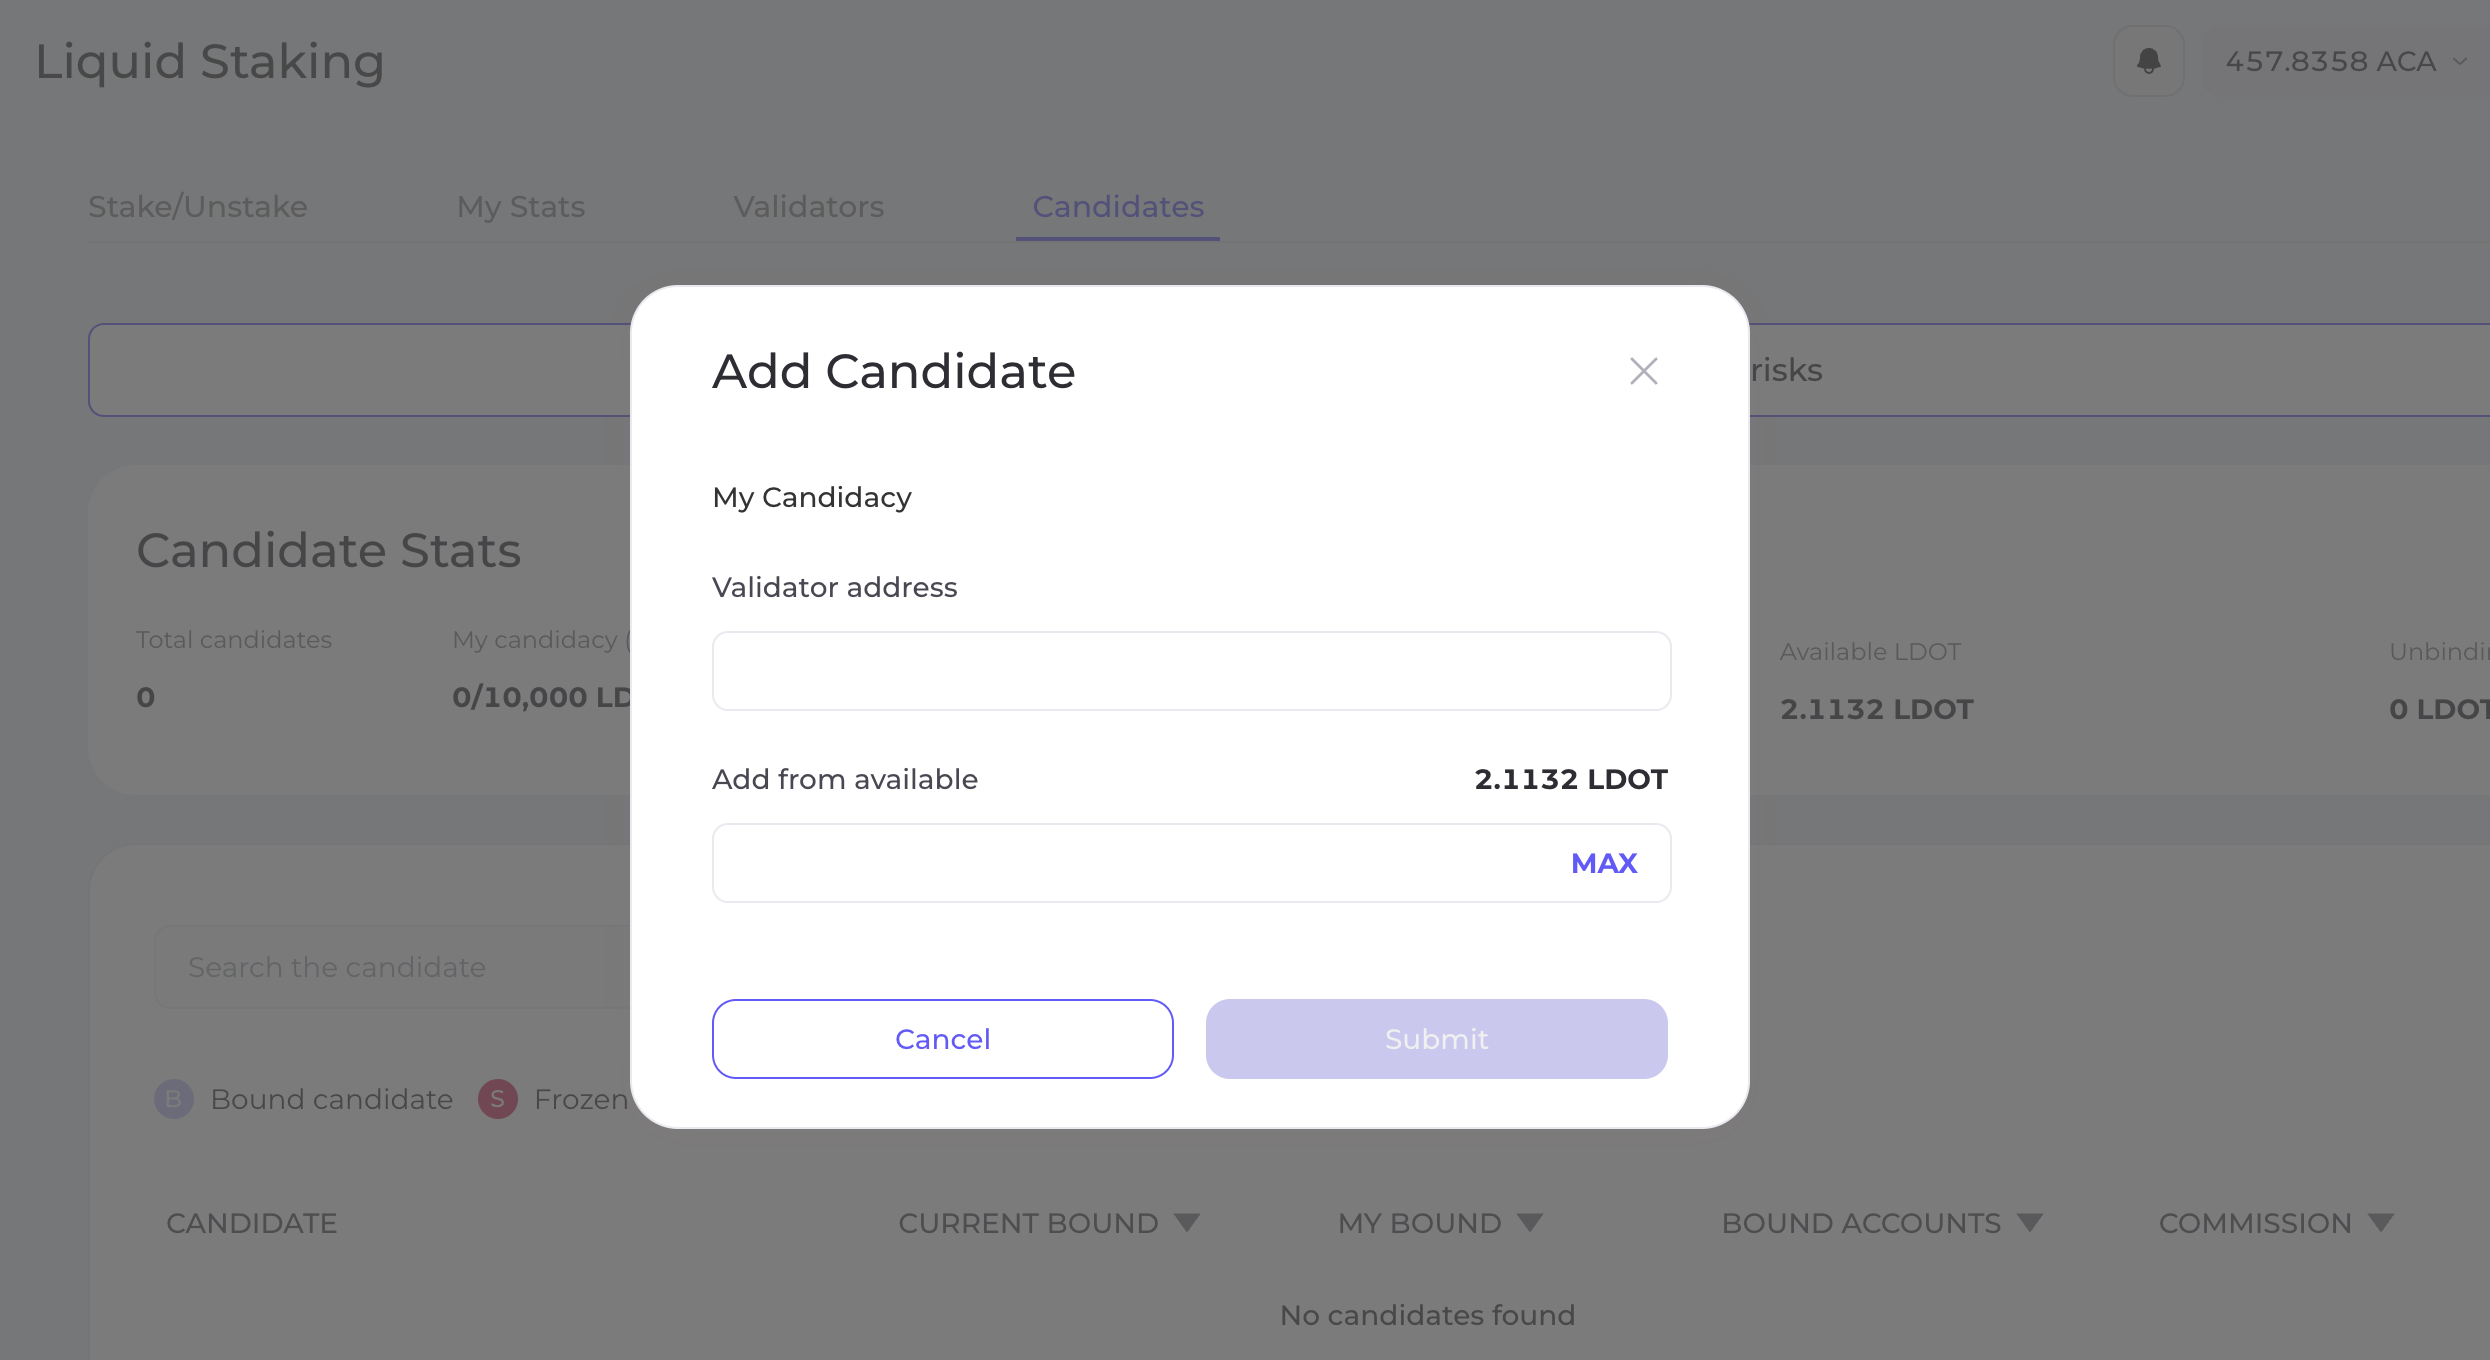 Liquid Staking
457.8358 ACA
Stake/Unstake
My Stats
Validators
Candidates
risks
Add Candidate
My Candidacy
Validator address
Add from available
2.1132 LDOT
MAX
Cancel
Submit
Candidate Stats
Total candidates
0
My candidacy (
0/10,000 LD
Available LDOT
2.1132 LDOT
0 LDOT
Search the candidate
B Bound candidate
S Frozen
CANDIDATE
CURRENT BOUND
MY BOUND
BOUND ACCOUNTS
COMMISSION
No candidates found